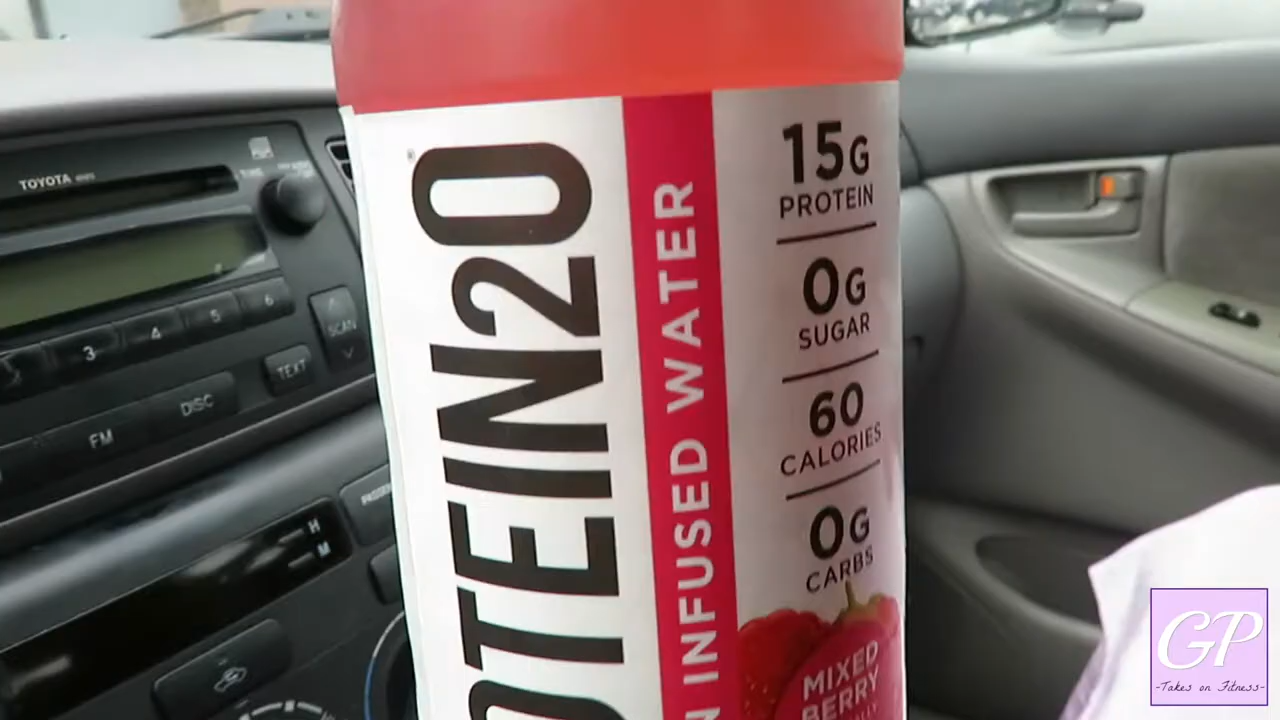 TOYOTA
SCAN
3
4
5
6
TEXT
DISC
FM
H
M
OTEIN2O
N INFUSED WATER
15G
PROTEIN
0G
SUGAR
60
CALORIES
0G
CARBS
MIXED
BERRY
GP
-Takes on Fitness-